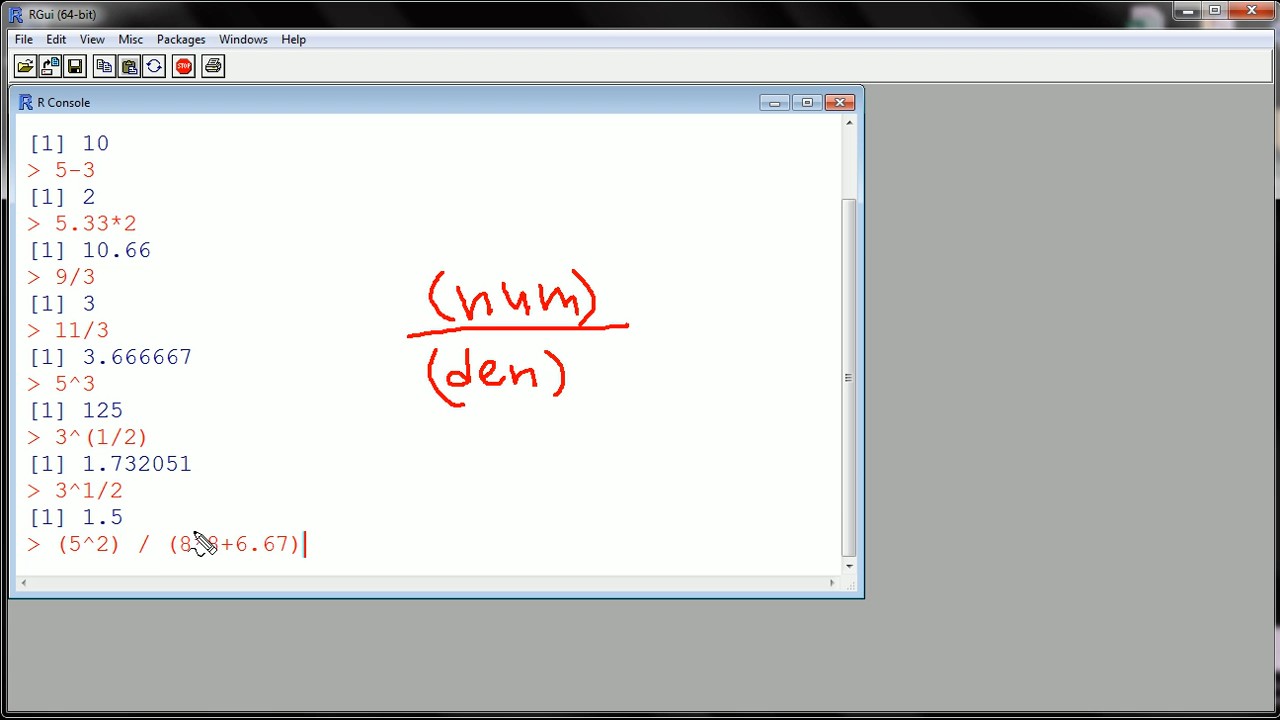 RGui (64-bit)
File Edit View Misc Packages Windows Help
STOP
R Console
[1] 10
> 5-3
[1] 2
> 5.33*2
[1] 10.66
> 9/3
[1] 3
> 11/3
[1] 3.666667
> 5^3
[1] 125
> 3^(1/2)
[1] 1.732051
> 3^1/2
[1] 1.5
> (5^2) / (8 8+6.67)
(num)
(den)